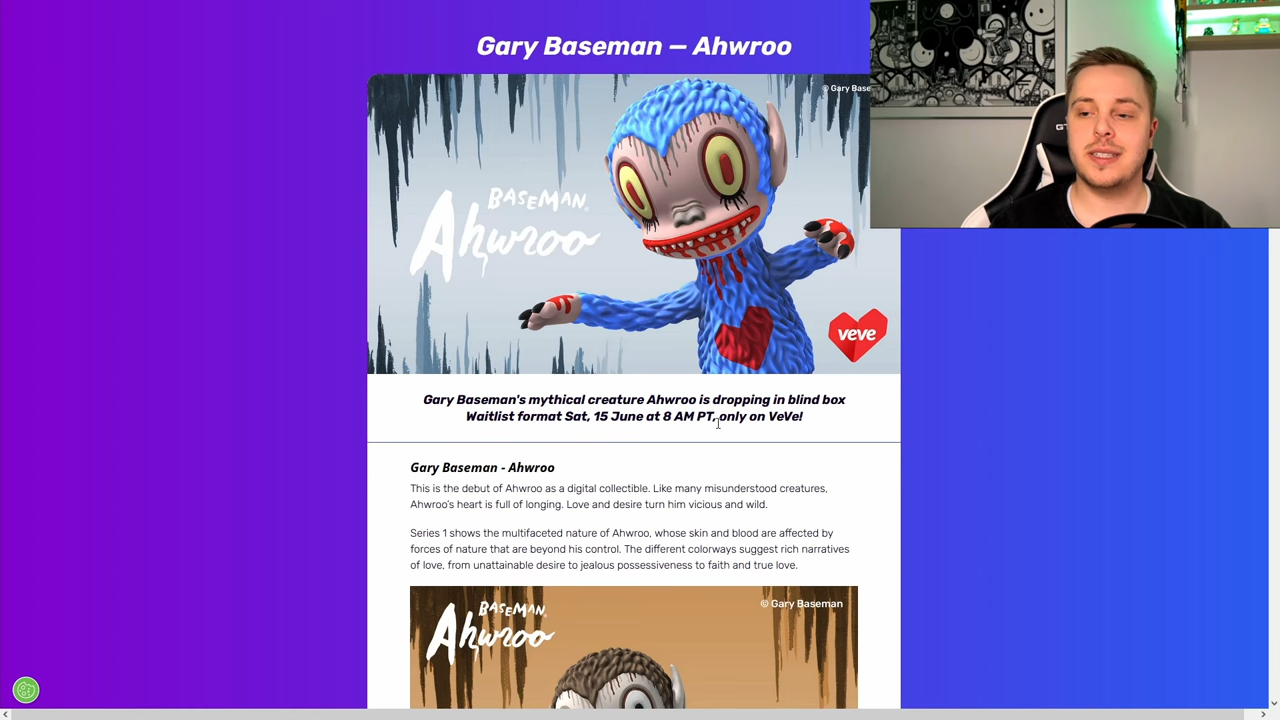 Gary Baseman — Ahwroo
© Gary Base
BASEMAN
Ahwroo
veve
Gary Baseman's mythical creature Ahwroo is dropping in blind box
Waitlist format Sat, 15 June at 8 AM PT, only on VeVe!
Gary Baseman - Ahwroo
This is the debut of Ahwroo as a digital collectible. Like many misunderstood creatures,
Ahwroo's heart is full of longing. Love and desire turn him vicious and wild.
Series 1 shows the multifaceted nature of Ahwroo, whose skin and blood are affected by
forces of nature that are beyond his control. The different colorways suggest rich narratives
of love, from unattainable desire to jealous possessiveness to faith and true love.
BASEMAN
Ahwroo
© Gary Baseman